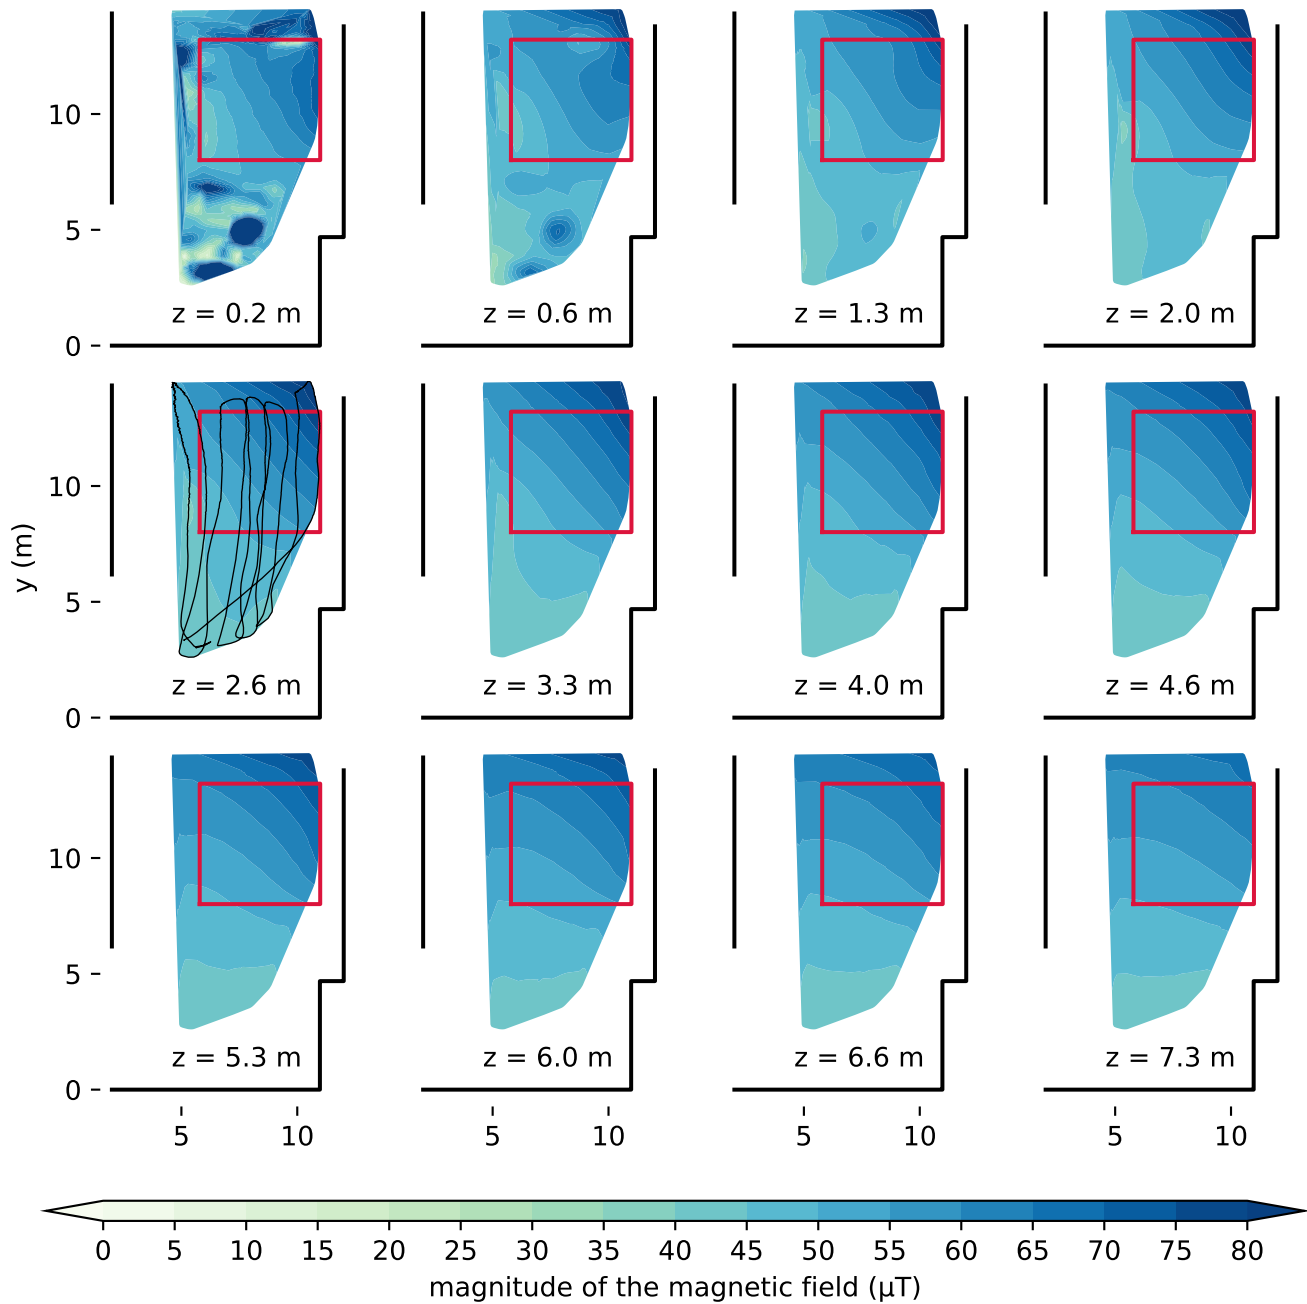 10
5
0
z = 0.2 m
z = 0.6 m
z = 1.3 m
z = 2.0 m
y (m)
10
5
0
z = 2.6 m
z = 3.3 m
z = 4.0 m
z = 4.6 m
10
5
0
z = 5.3 m
z = 6.0 m
z = 6.6 m
z = 7.3 m
5 10 5 10 5 10 5 10
0 5 10 15 20 25 30 35 40 45 50 55 60 65 70 75 80
magnitude of the magnetic field (μT)